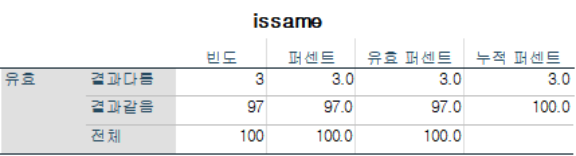 issame
빈도 퍼센트 유효 퍼센트 누적 퍼센트
유효 결과다름 3 3.0 3.0 3.0
결과같음 97 97.0 97.0 100.0
전체 100 100.0 100.0